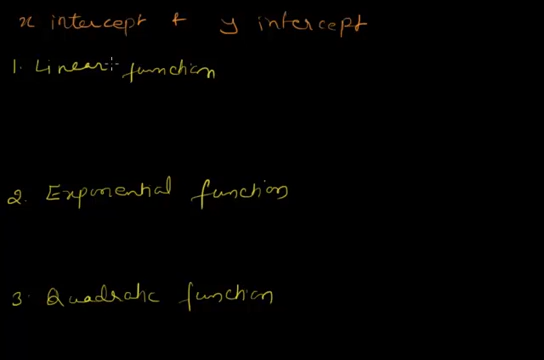 x intercept + y intercept
1. Linear function
2. Exponential function
3. Quadratic function